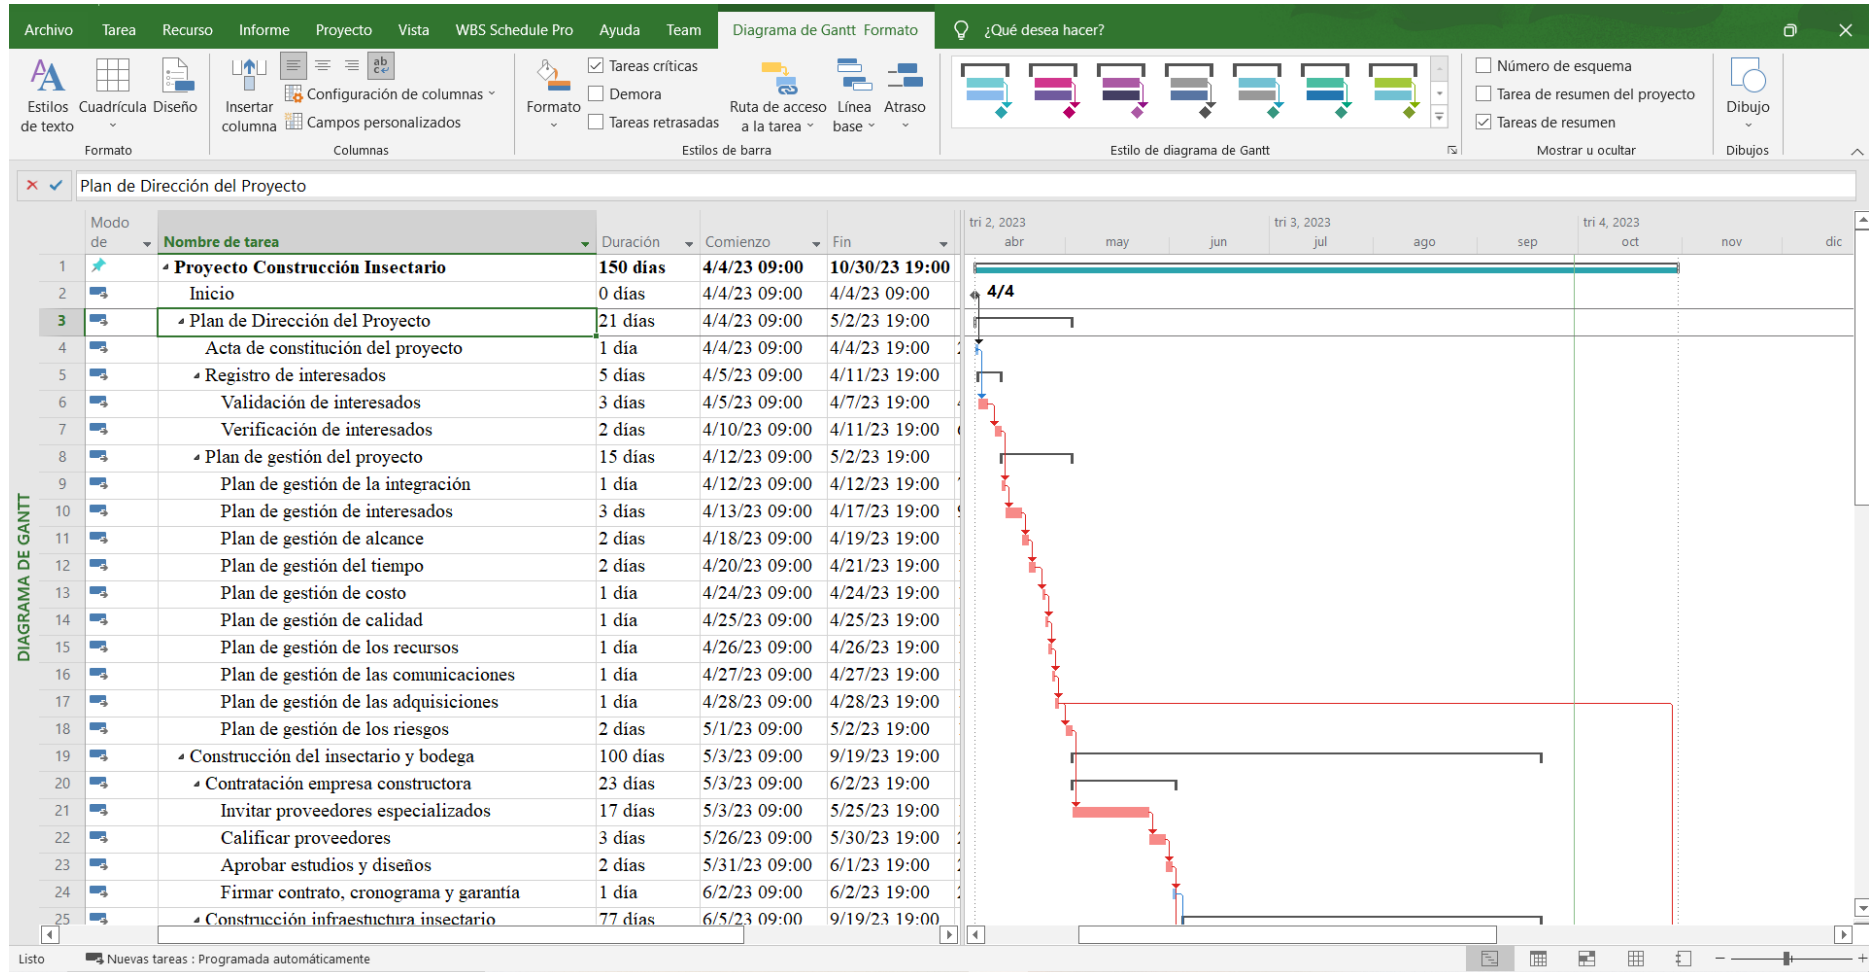 Archivo Tarea Recurso Informe Proyecto Vista WBS Schedule Pro Ayuda Team Diagrama de Gantt Formato ¿Qué desea hacer?
Estilos de texto
Cuadrícula
Diseño
Formato
Insertar columna
Configuración de columnas
Campos personalizados
Columnas
Formato
Tareas críticas
Demora
Tareas retrasadas
Ruta de acceso a la tarea
Línea base
Atraso
Estilos de barra
Estilo de diagrama de Gantt
Número de esquema
Tarea de resumen del proyecto
Tareas de resumen
Mostrar u ocultar
Dibujo
Dibujos
Plan de Dirección del Proyecto
Modo de Nombre de tarea Duración Comienzo Fin
tri 2, 2023 tri 3, 2023 tri 4, 2023
abr may jun jul ago sep oct nov dic
1 Proyecto Construcción Insectario 150 días 4/4/23 09:00 10/30/23 19:00
2 Inicio 0 días 4/4/23 09:00 4/4/23 09:00 4/4
3 Plan de Dirección del Proyecto 21 días 4/4/23 09:00 5/2/23 19:00
4 Acta de constitución del proyecto 1 día 4/4/23 09:00 4/4/23 19:00
5 Registro de interesados 5 días 4/5/23 09:00 4/11/23 19:00
6 Validación de interesados 3 días 4/5/23 09:00 4/7/23 19:00
7 Verificación de interesados 2 días 4/10/23 09:00 4/11/23 19:00
8 Plan de gestión del proyecto 15 días 4/12/23 09:00 5/2/23 19:00
9 Plan de gestión de la integración 1 día 4/12/23 09:00 4/12/23 19:00
10 Plan de gestión de interesados 3 días 4/13/23 09:00 4/17/23 19:00
11 Plan de gestión de alcance 2 días 4/18/23 09:00 4/19/23 19:00
12 Plan de gestión del tiempo 2 días 4/20/23 09:00 4/21/23 19:00
13 Plan de gestión de costo 1 día 4/24/23 09:00 4/24/23 19:00
14 Plan de gestión de calidad 1 día 4/25/23 09:00 4/25/23 19:00
15 Plan de gestión de los recursos 1 día 4/26/23 09:00 4/26/23 19:00
16 Plan de gestión de las comunicaciones 1 día 4/27/23 09:00 4/27/23 19:00
17 Plan de gestión de las adquisiciones 1 día 4/28/23 09:00 4/28/23 19:00
18 Plan de gestión de los riesgos 2 días 5/1/23 09:00 5/2/23 19:00
19 Construcción del insectario y bodega 100 días 5/3/23 09:00 9/19/23 19:00
20 Contratación empresa constructora 23 días 5/3/23 09:00 6/2/23 19:00
21 Invitar proveedores especializados 17 días 5/3/23 09:00 5/25/23 19:00
22 Calificar proveedores 3 días 5/26/23 09:00 5/30/23 19:00
23 Aprobar estudios y diseños 2 días 5/31/23 09:00 6/1/23 19:00
24 Firmar contrato, cronograma y garantía 1 día 6/2/23 09:00 6/2/23 19:00
25 Construcción infraestuctura insectario 77 días 6/5/23 09:00 9/19/23 19:00
DIAGRAMA DE GANTT
Listo Nuevas tareas : Programada automáticamente